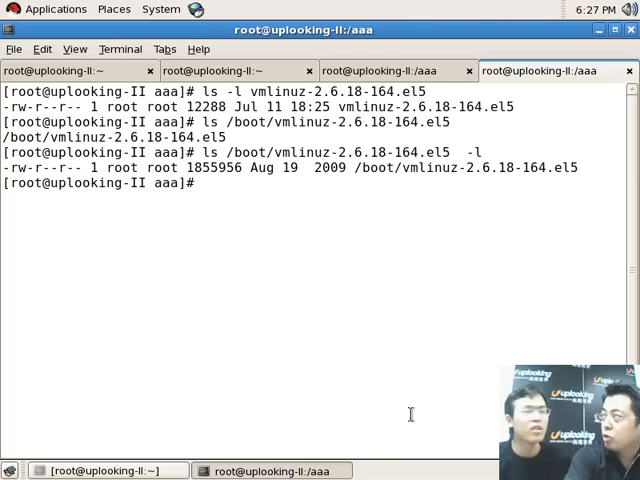 Applications Places System 6:27 PM
root@uplooking-II:/aaa
File Edit View Terminal Tabs Help
root@uplooking-II:~ root@uplooking-II:~ root@uplooking-II:/aaa root@uplooking-II:/aaa
[root@uplooking-II aaa]# ls -l vmlinuz-2.6.18-164.el5
-rw-r--r-- 1 root root 12288 Jul 11 18:25 vmlinuz-2.6.18-164.el5
[root@uplooking-II aaa]# ls /boot/vmlinuz-2.6.18-164.el5
/boot/vmlinuz-2.6.18-164.el5
[root@uplooking-II aaa]# ls /boot/vmlinuz-2.6.18-164.el5  -l
-rw-r--r-- 1 root root 1855956 Aug 19  2009 /boot/vmlinuz-2.6.18-164.el5
[root@uplooking-II aaa]#
uplooking
uplooking
uplooking
[root@uplooking-II:~] root@uplooking-II:/aaa